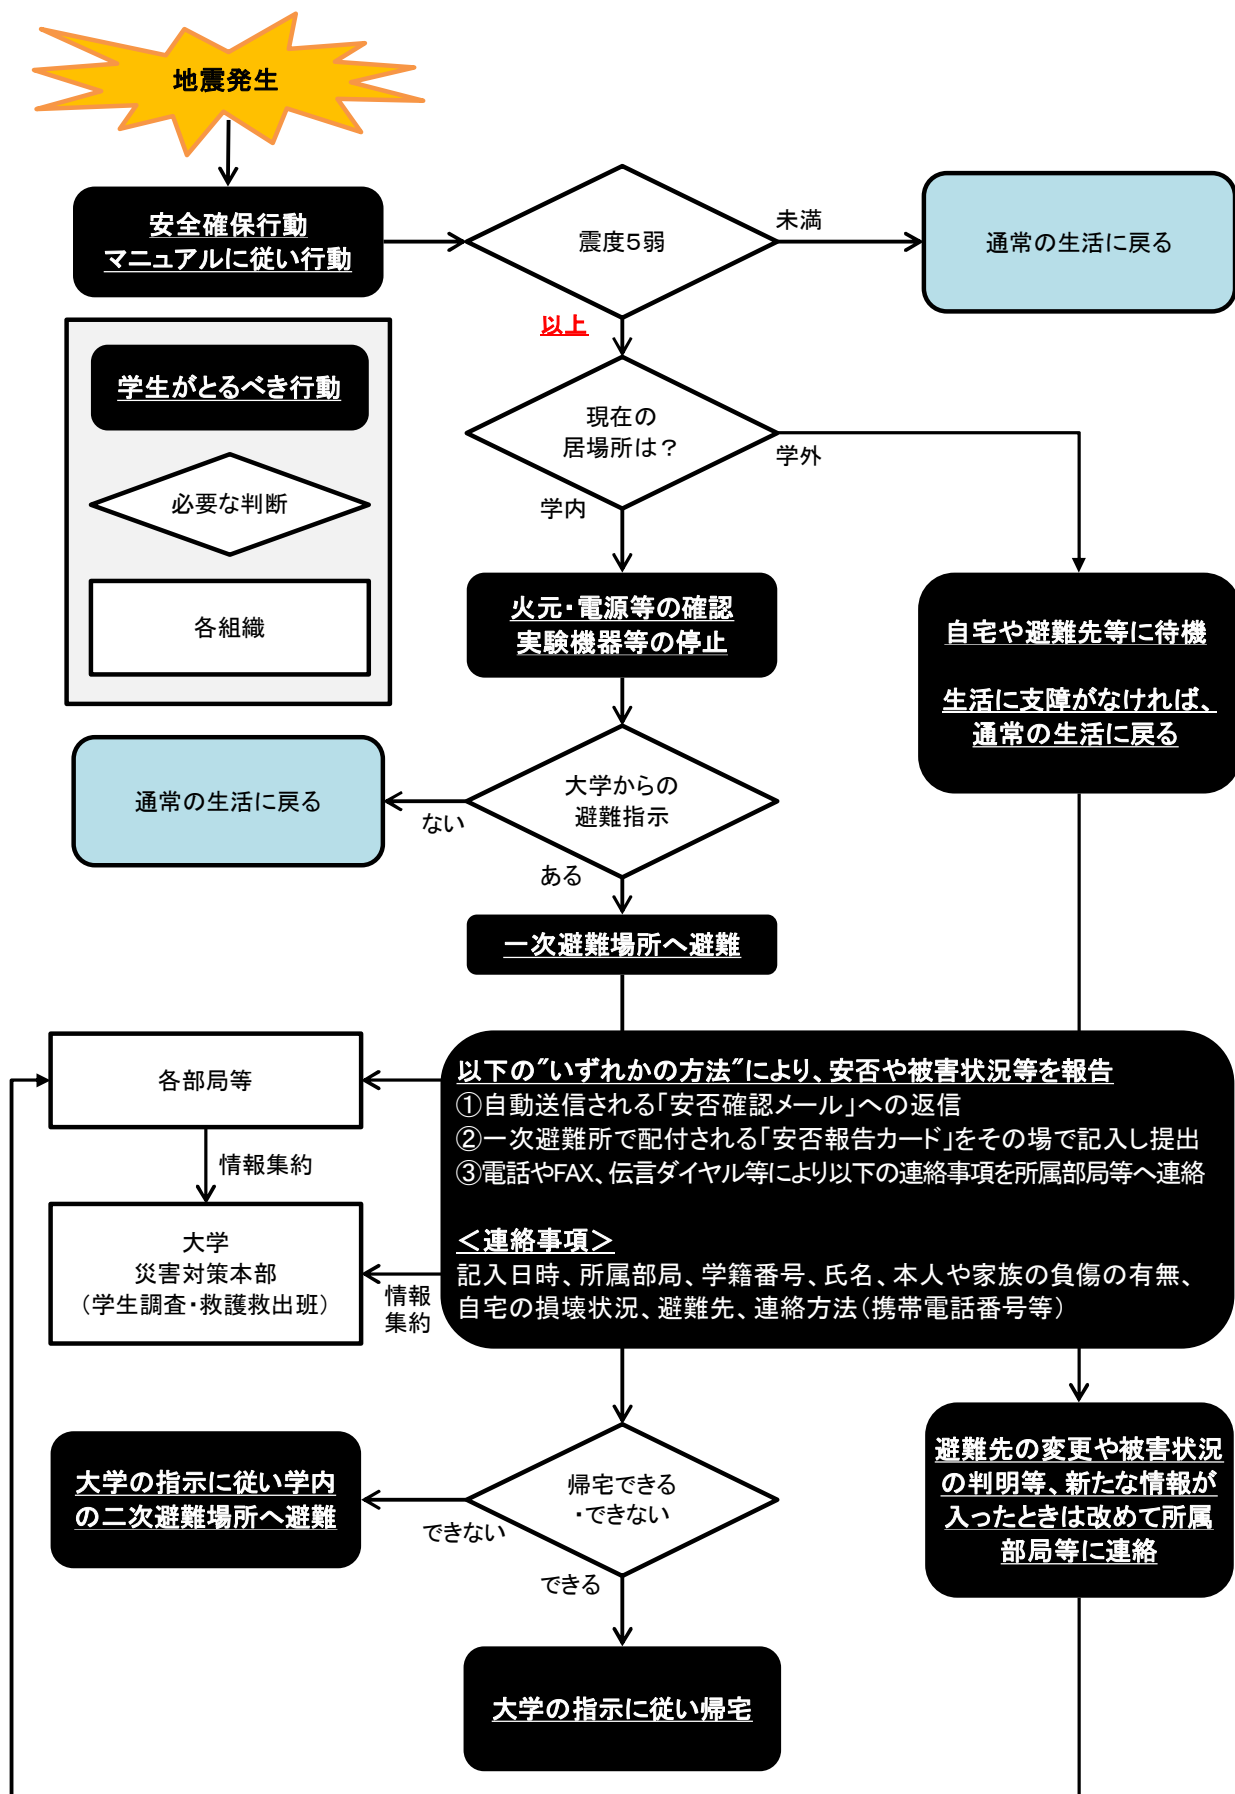 地震発生
安全確保行動
マニュアルに従い行動
震度5弱
未満
通常の生活に戻る
以上
学生がとるべき行動
必要な判断
各組織
現在の
居場所は？
学外
学内
火元・電源等の確認
実験機器等の停止
自宅や避難先等に待機
生活に支障がなければ、
通常の生活に戻る
大学からの
避難指示
ない
通常の生活に戻る
ある
一次避難場所へ避難
以下の"いずれかの方法"により、安否や被害状況等を報告
①自動送信される「安否確認メール」への返信
②一次避難所で配付される「安否報告カード」をその場で記入し提出
③電話やFAX、伝言ダイヤル等により以下の連絡事項を所属部局等へ連絡
＜連絡事項＞
記入日時、所属部局、学籍番号、氏名、本人や家族の負傷の有無、
自宅の損壊状況、避難先、連絡方法（携帯電話番号等）
各部局等
情報集約
大学
災害対策本部
（学生調査・救護救出班）
情報
集約
帰宅できる
・できない
できない
大学の指示に従い学内
の二次避難場所へ避難
できる
大学の指示に従い帰宅
避難先の変更や被害状況
の判明等、新たな情報が
入ったときは改めて所属
部局等に連絡